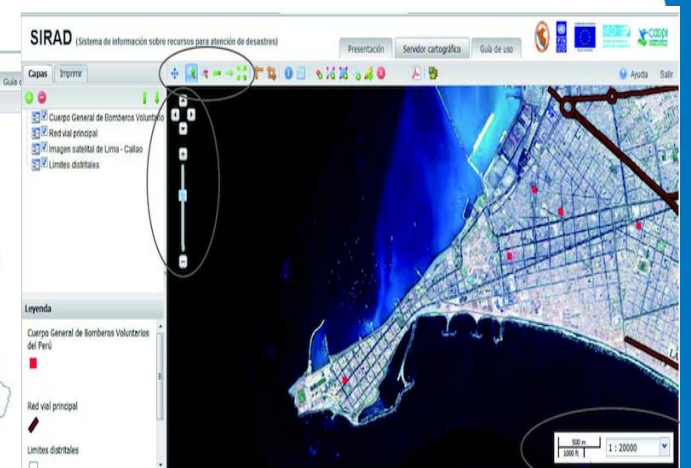 SIRAD (Sistema de información sobre recursos para atención de desastres)
Presentación
Servidor cartográfico
Guía de uso
Capas
Imprimir
Ayuda
Salir
Cuerpo General de Bomberos Voluntario
Red vial principal
Imagen satelital de Lima - Callao
Limites distritales
Leyenda
Cuerpo General de Bomberos Voluntarios
del Perú
Red vial principal
Limites distritales
500 m
1000 ft
1 : 20000